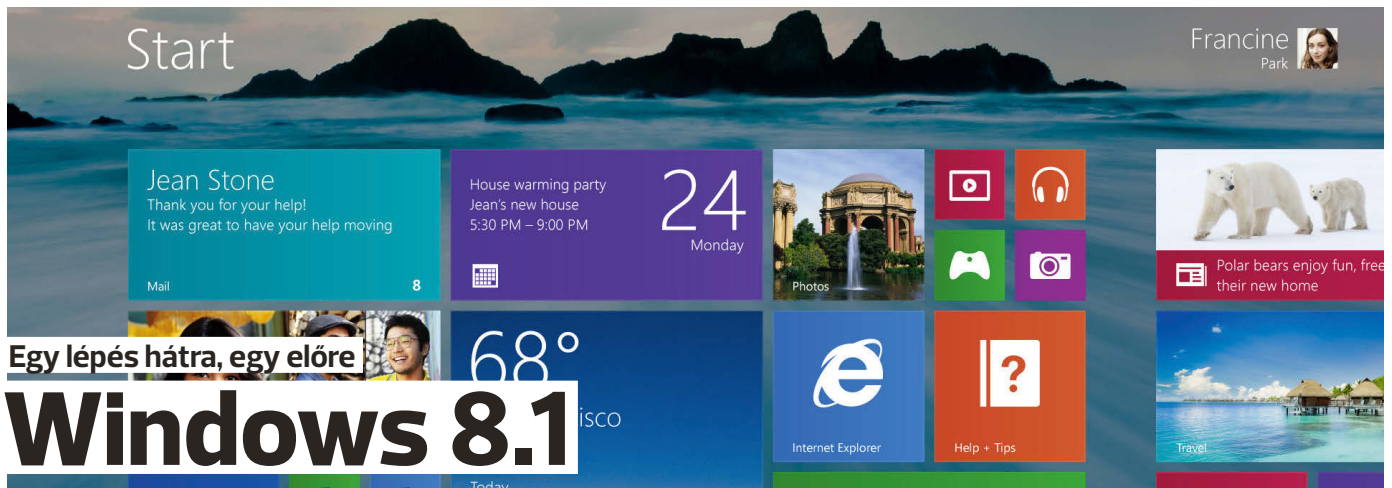 Start
Francine
Park
Jean Stone
Thank you for your help!
It was great to have your help moving
Mail
8
House warming party
Jean's new house
5:30 PM – 9:00 PM
24
Monday
Photos
Polar bears enjoy fun, free
their new home
Egy lépés hátra, egy előre
68°
isco
Windows 8.1
Internet Explorer
Help + Tips
Travel
Today